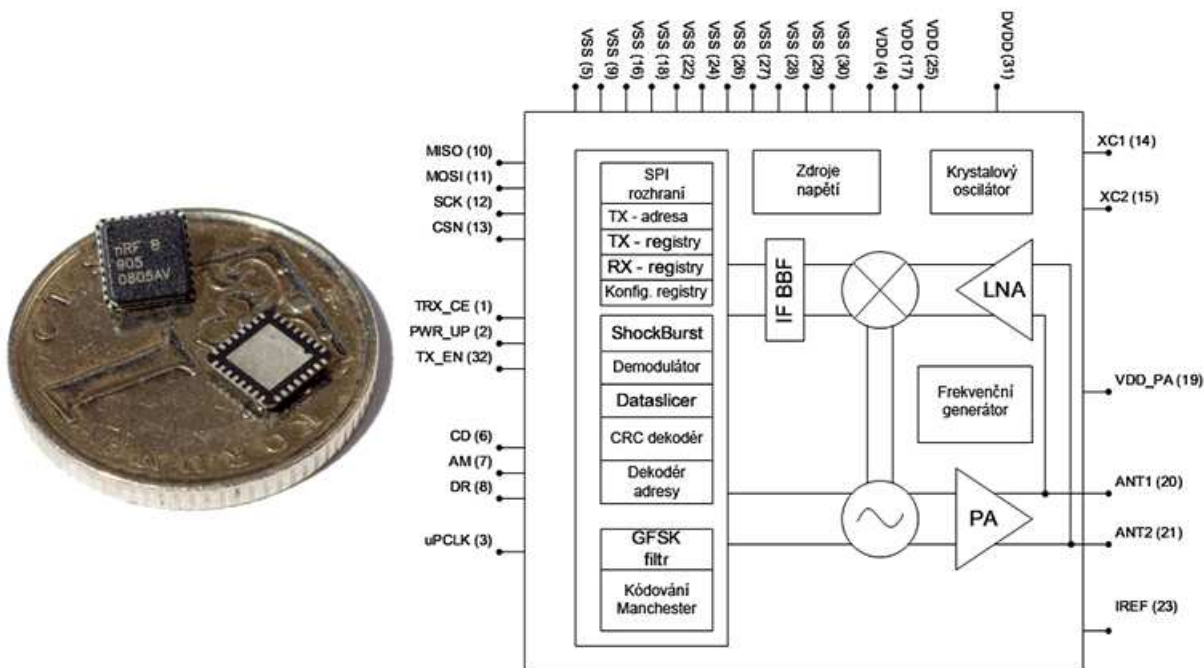 nRF 8
905
0805AV
VSS (5)
VSS (9)
VSS (16)
VSS (18)
VSS (22)
VSS (24)
VSS (26)
VSS (27)
VSS (28)
VSS (29)
VSS (30)
VDD (4)
VDD (17)
VDD (25)
DVDD (31)
MISO (10)
MOSI (11)
SCK (12)
CSN (13)
TRX_CE (1)
PWR_UP (2)
TX_EN (32)
CD (6)
AM (7)
DR (8)
uPCLK (3)
SPI
rozhraní
TX - adresa
TX - registry
RX - registry
Konfig. registry
ShockBurst
Demodulátor
Dataslicer
CRC dekodér
Dekodér
adresy
GFSK
filtr
Kódování
Manchester
Zdroje
napětí
Krystalový
oscilátor
IF BBF
LNA
Frekvenční
generátor
PA
XC1 (14)
XC2 (15)
VDD_PA (19)
ANT1 (20)
ANT2 (21)
IREF (23)